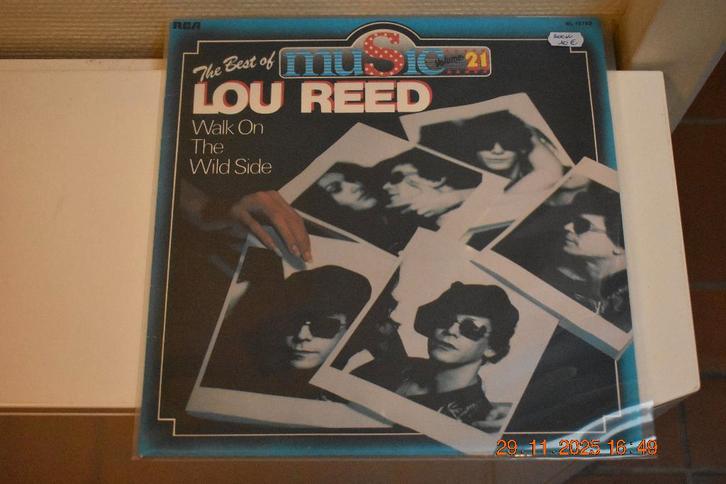 RCA
The Best of
music
Volume 21
LOU REED
Walk On
The
Wild Side
10 €
29.11.2025 16:49